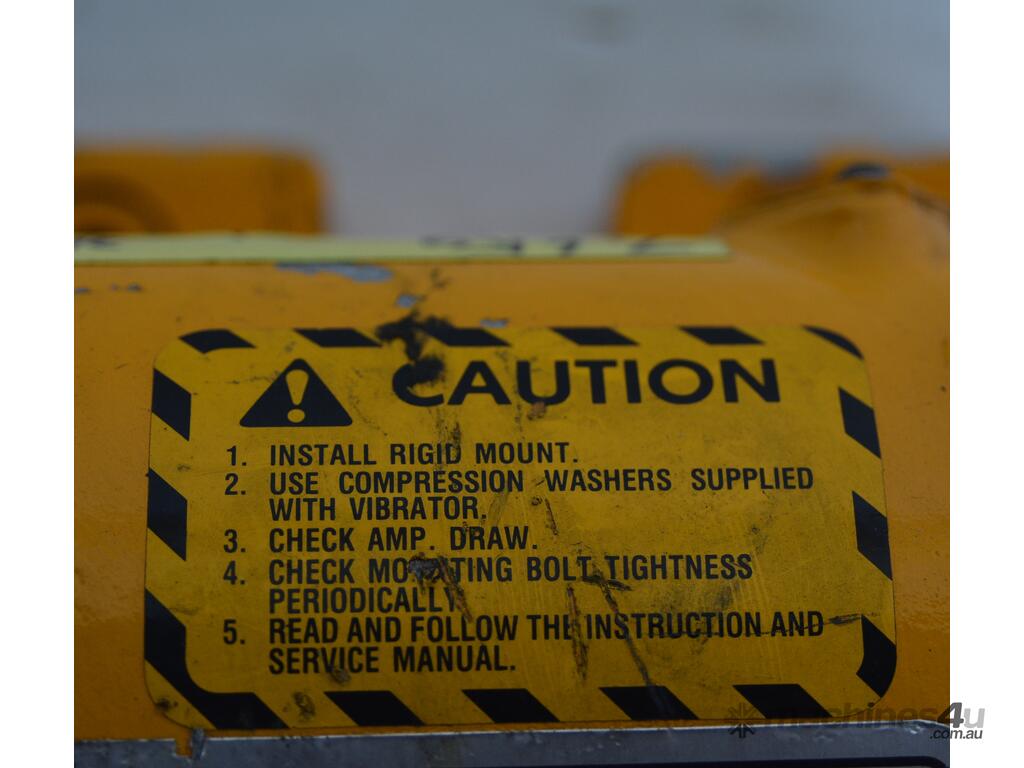 CAUTION
1. INSTALL RIGID MOUNT.
2. USE COMPRESSION WASHERS SUPPLIED
WITH VIBRATOR.
3. CHECK AMP. DRAW.
4. CHECK BOLT TIGHTNESS
PERIODICALLY
5. READ AND FOLLOW THE INSTRUCTION AND
SERVICE MANUAL.
machines4u
.com.au